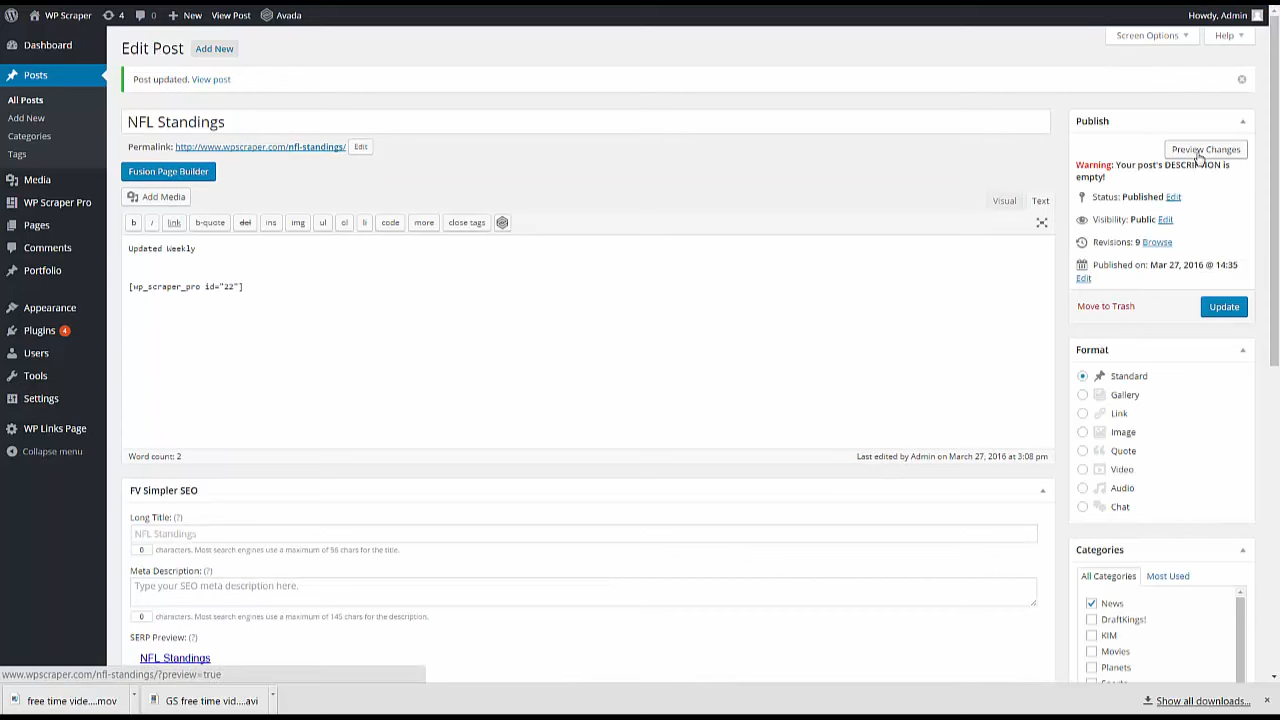 WP Scraper 4 0 New View Post Avada Howdy, Admin
Dashboard
Posts
All Posts
Add New
Categories
Tags
Media
WP Scraper Pro
Pages
Comments
Portfolio
Appearance
Plugins 4
Users
Tools
Settings
WP Links Page
Collapse menu
Screen Options Help
Edit Post Add New
Post updated. View post
NFL Standings
Permalink: http://www.wpscraper.com/nfl-standings/ Edit
Fusion Page Builder
Add Media
Visual Text
b i link b-quote del ins img ul ol li code more close tags
Updated Weekly
[wp_scraper_pro id="22"]
Word count: 2 Last edited by Admin on March 27, 2016 at 3:08 pm
FV Simpler SEO
Long Title: (?)
NFL Standings
0 characters. Most search engines use a maximum of 56 chars for the title.
Meta Description: (?)
Type your SEO meta description here.
0 characters. Most search engines use a maximum of 145 chars for the description.
SERP Preview: (?)
NFL Standings
Publish
Preview Changes
Warning: Your post's DESCRIPTION is
empty!
Status: Published Edit
Visibility: Public Edit
Revisions: 9 Browse
Published on: Mar 27, 2016 @ 14:35
Edit
Move to Trash Update
Format
Standard
Gallery
Link
Image
Quote
Video
Audio
Chat
Categories
All Categories Most Used
News
DraftKings!
KIM
Movies
Planets
www.wpscraper.com/nfl-standings/?preview=true
free time vide....mov GS free time vid....avi Show all downloads...